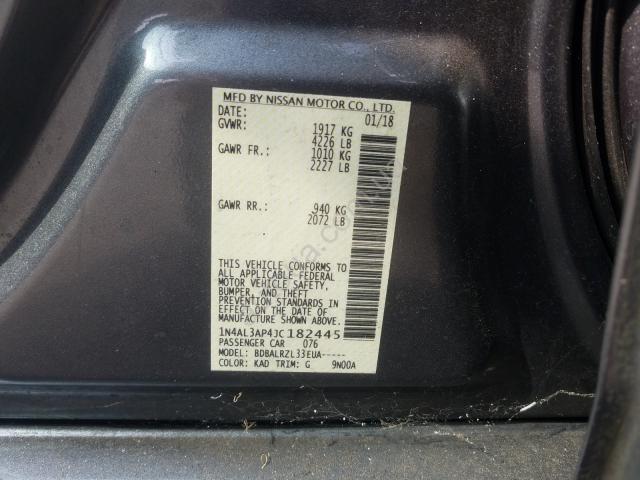 MFD BY NISSAN MOTOR CO., LTD.
DATE: 01/18
GVWR: 1917 KG
4226 LB
GAWR FR.: 1010 KG
2227 LB
GAWR RR.: 940 KG
2072 LB
THIS VEHICLE CONFORMS TO
ALL APPLICABLE FEDERAL
MOTOR VEHICLE SAFETY,
BUMPER, AND THEFT
PREVENTION STANDARDS IN
EFFECT ON THE DATE OF
MANUFACTURE SHOWN ABOVE.
1N4AL3AP4JC182445
PASSENGER CAR 076
MODEL: BDBALRZL33EUA-----
COLOR: KAD TRIM: G 9N00A